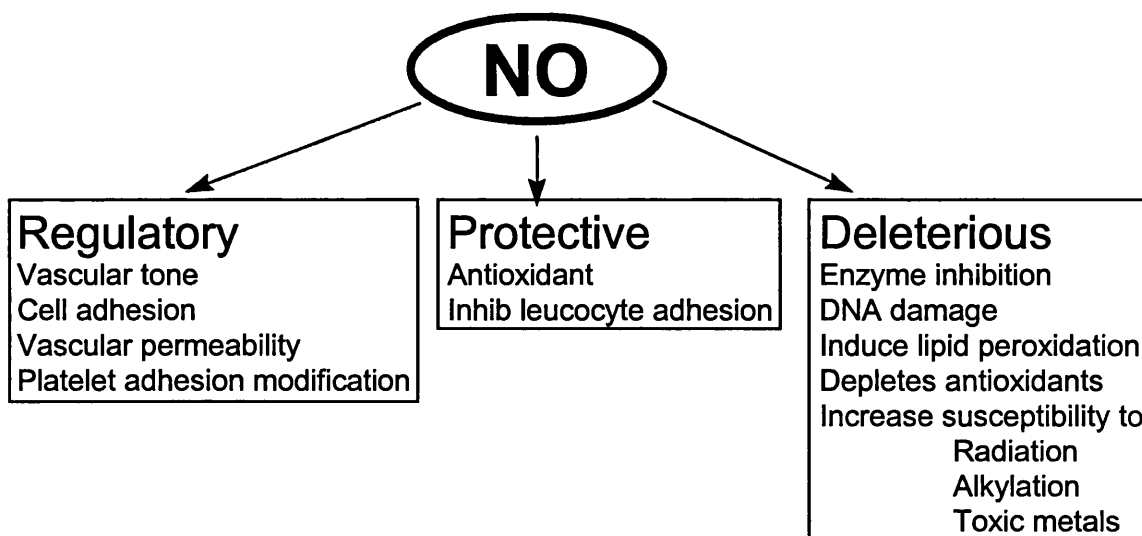 NO
Regulatory
Vascular tone
Cell adhesion
Vascular permeability
Platelet adhesion modification
Protective
Antioxidant
Inhib leucocyte adhesion
Deleterious
Enzyme inhibition
DNA damage
Induce lipid peroxidation
Depletes antioxidants
Increase susceptibility to
Radiation
Alkylation
Toxic metals